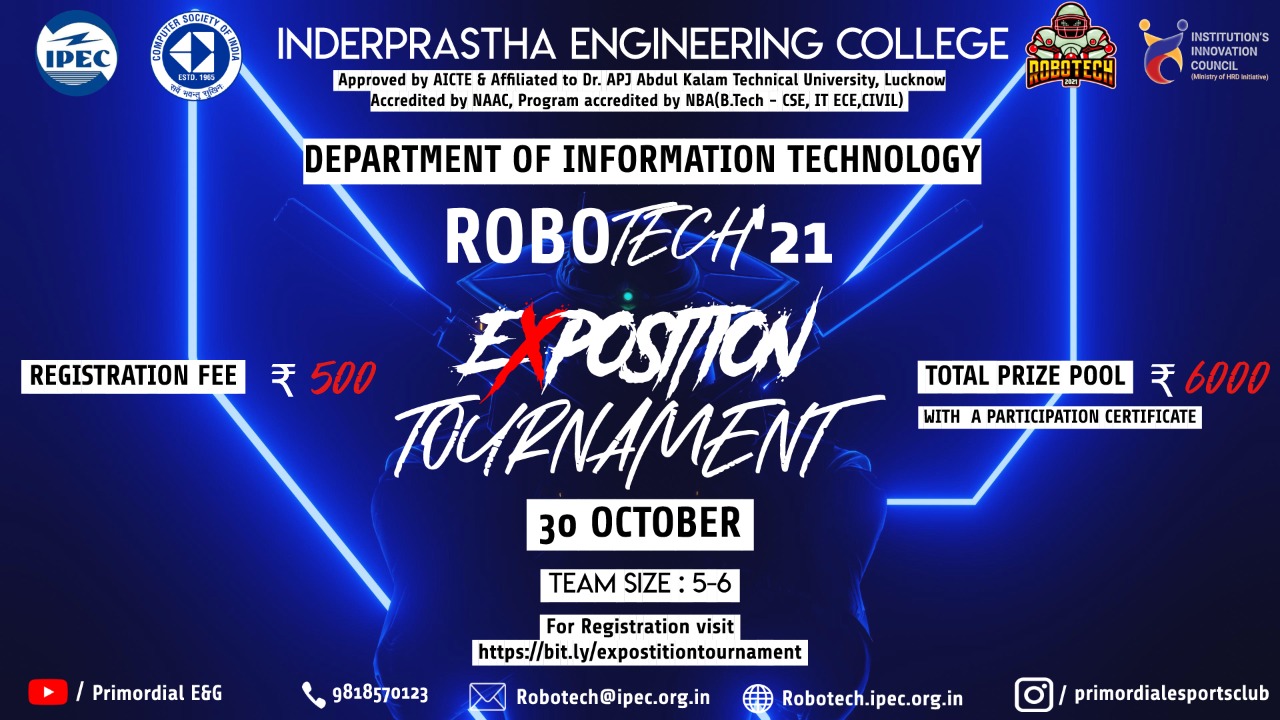 IPEC
COMPUTER SOCIETY OF INDIA
ESTD. 1965
सर्वे भवन्तु सुखिनः
INDERPRASTHA ENGINEERING COLLEGE
ROBOTECH
2021
INSTITUTION'S
INNOVATION
COUNCIL
(Ministry of HRD Initiative)
Approved by AICTE & Affiliated to Dr. APJ Abdul Kalam Technical University, Lucknow
Accredited by NAAC, Program accredited by NBA(B.Tech - CSE, IT ECE,CIVIL)
DEPARTMENT OF INFORMATION TECHNOLOGY
ROBOTECH'21
EXPOSITION
TOURNAMENT
REGISTRATION FEE ₹ 500
TOTAL PRIZE POOL ₹ 6000
WITH A PARTICIPATION CERTIFICATE
30 OCTOBER
TEAM SIZE : 5-6
For Registration visit
https://bit.ly/expostitiontournament
/ Primordial E&G
9818570123
Robotech@ipec.org.in
Robotech.ipec.org.in
/ primordialesportsclub